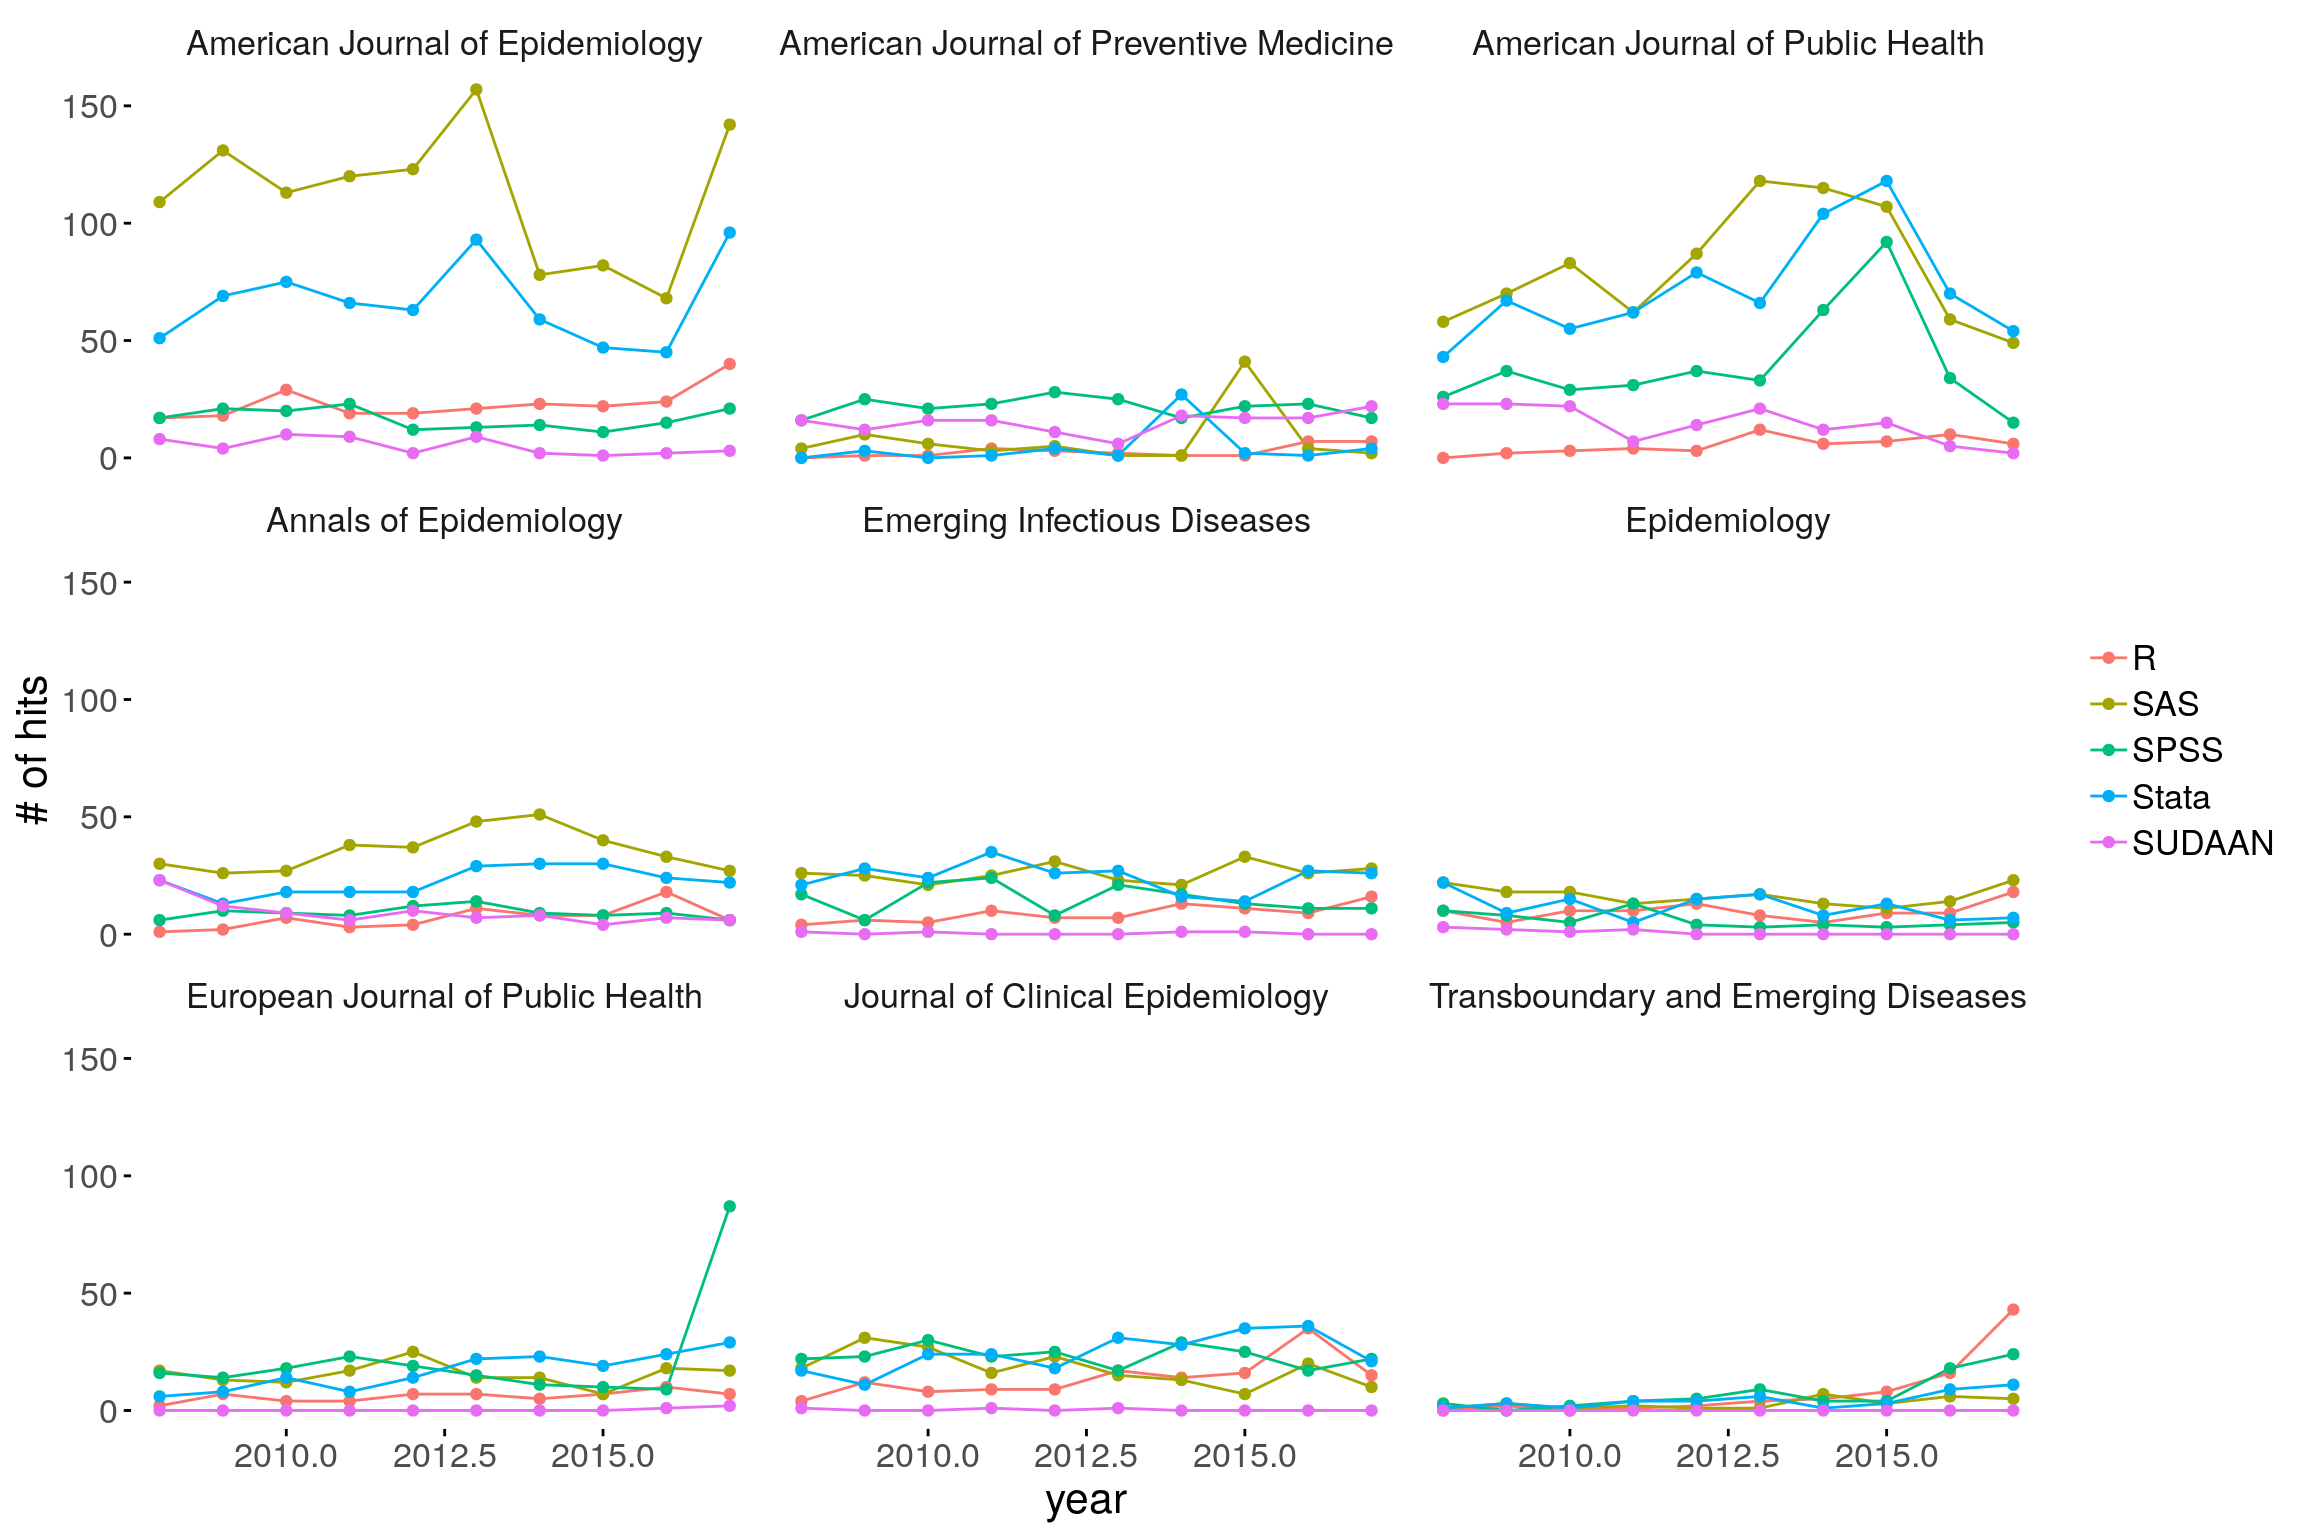 American Journal of Epidemiology
American Journal of Preventive Medicine
American Journal of Public Health
150
100
50
0
Annals of Epidemiology
Emerging Infectious Diseases
Epidemiology
150
100
50
0
# of hits
R
SAS
SPSS
Stata
SUDAAN
European Journal of Public Health
Journal of Clinical Epidemiology
Transboundary and Emerging Diseases
150
100
50
0
2010.0 2012.5 2015.0
2010.0 2012.5 2015.0
2010.0 2012.5 2015.0
year